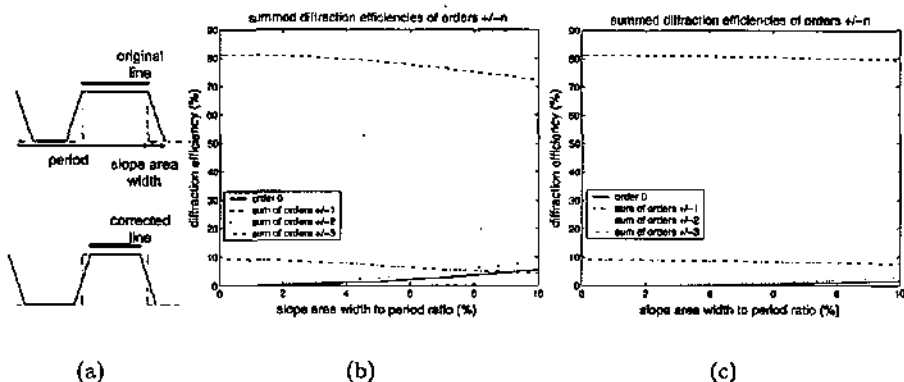 original
line
period
slope area
width
corrected
line
(a)
summed diffraction efficiencies of orders +/−n
90
80
70
60
50
40
30
20
10
0
diffraction efficiency (%)
order 0
sum of orders +/−1
sum of orders +/−2
sum of orders +/−3
0 2 4 6 8 10
slope area width to period ratio (%)
(b)
summed diffraction efficiencies of orders +/−n
90
80
70
60
50
40
30
20
10
0
diffraction efficiency (%)
order 0
sum of orders +/−1
sum of orders +/−2
sum of orders +/−3
0 2 4 6 8 10
slope area width to period ratio (%)
(c)